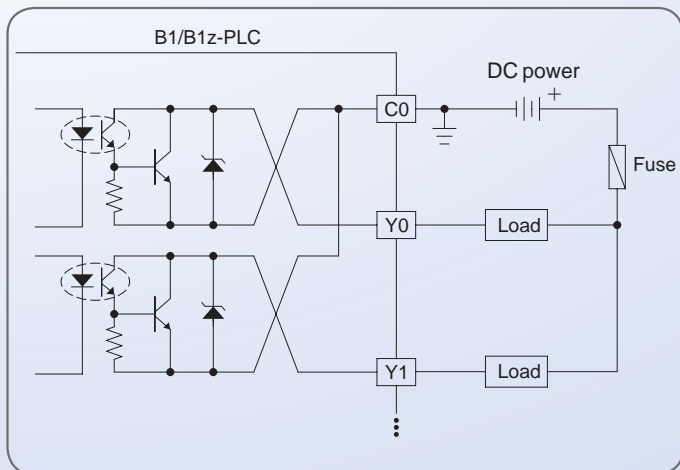 B1/B1z-PLC
DC power
+
C0
Fuse
Y0
Load
Y1
Load